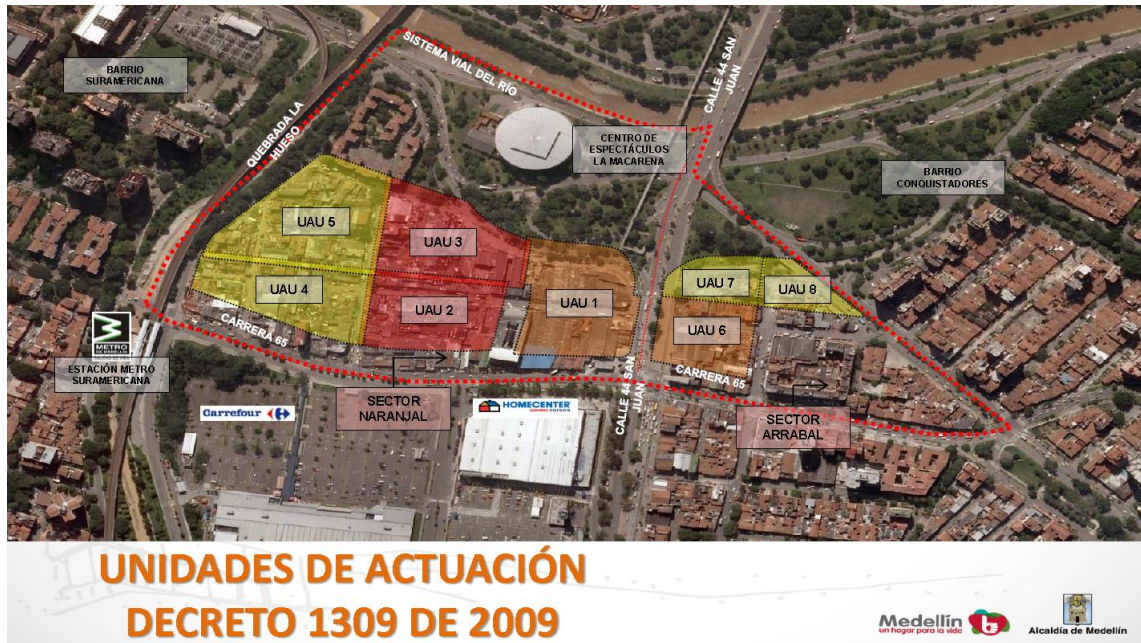 BARRIO
SURAMERICANA
SISTEMA VIAL DEL RÍO
CALLE 44 SAN
JUAN
QUEBRADA LA
HUESO
CENTRO DE
ESPECTÁCULOS
LA MACARENA
BARRIO
CONQUISTADORES
UAU 5
UAU 3
UAU 4
UAU 2
UAU 1
UAU 7
UAU 8
UAU 6
METRO
ESTACIÓN METRO
SURAMERICANA
CARRERA 65
CARRERA 65
CALLE 44 SAN
JUAN
SECTOR
NARANJAL
SECTOR
ARRABAL
Carrefour
HOMECENTER
UNIDADES DE ACTUACIÓN
DECRETO 1309 DE 2009
Medellín
un hogar para la vida
Alcaldía de Medellín